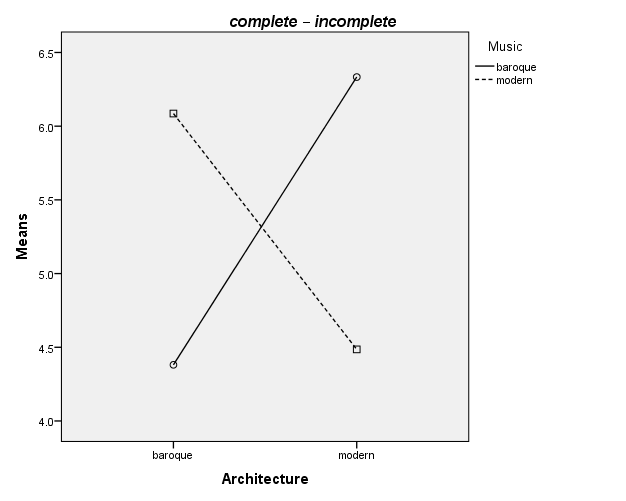 complete – incomplete
Music
baroque
modern
6.5
6.0
5.5
5.0
4.5
4.0
Means
baroque
modern
Architecture